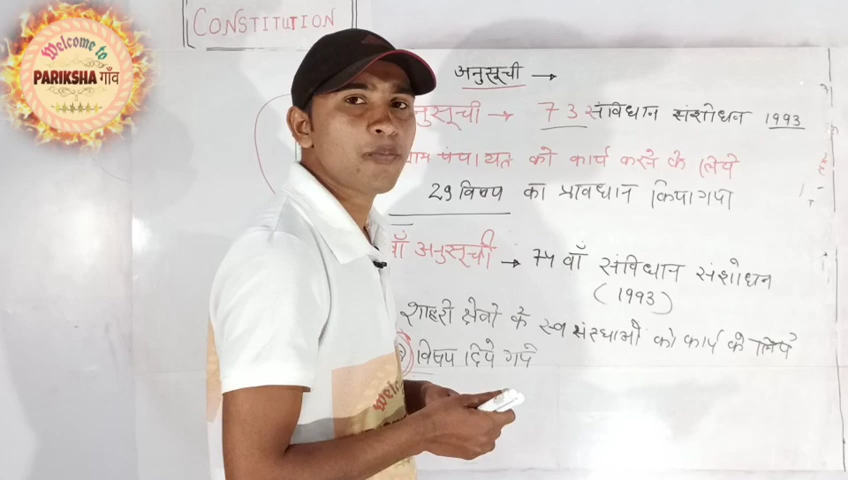 Welcome to
PARIKSHA गाँव
CONSTITUTION
अनुसूची →
नुसूची → 73 संविधान संशोधन 1993
ाम पंचायत को कार्य करने के लिये
29 विषय का प्रावधान किया गया
वाँ अनुसूची → 74 वाँ संविधान संशोधन
(1993)
शहरी क्षेत्रो के स्व संस्थाओ को कार्य के लिये
विषय दिये गये
Welcome